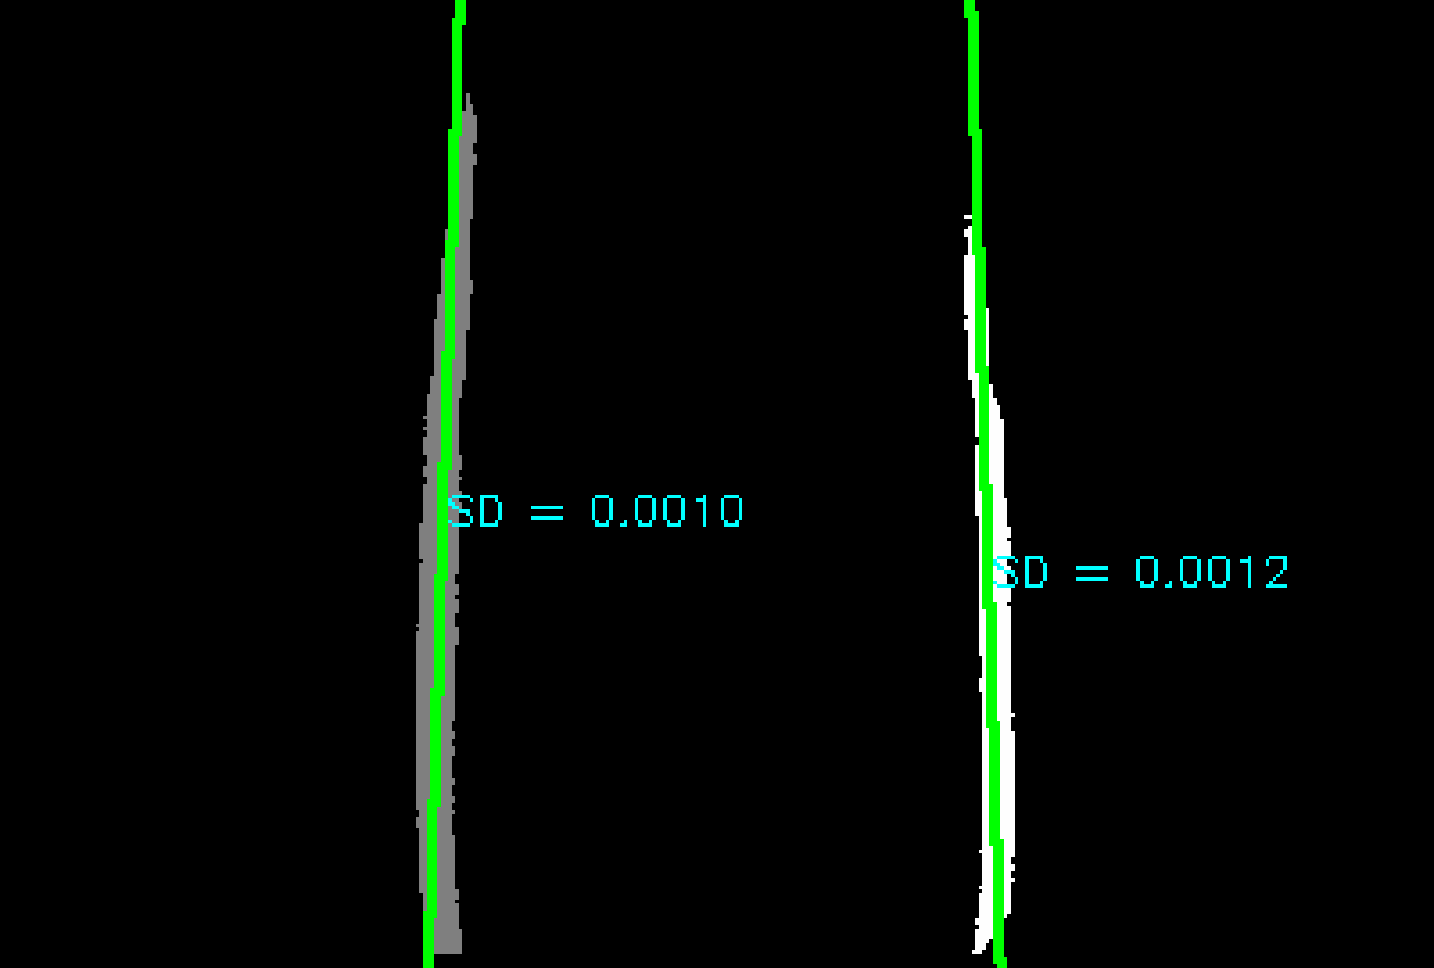 SD = 0.0010
SD = 0.0012